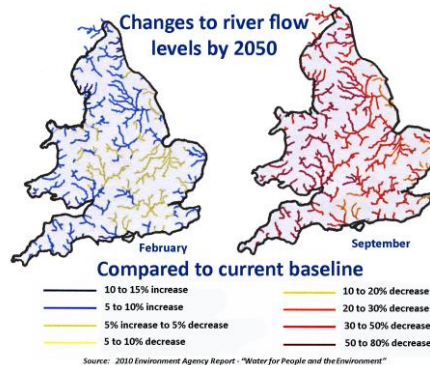 Changes to river flow
levels by 2050
February
September
Compared to current baseline
10 to 15% increase
5 to 10% increase
5% increase to 5% decrease
5 to 10% decrease
10 to 20% decrease
20 to 30% decrease
30 to 50% decrease
50 to 80% decrease
Source: 2010 Environment Agency Report - "Water for People and the Environment"